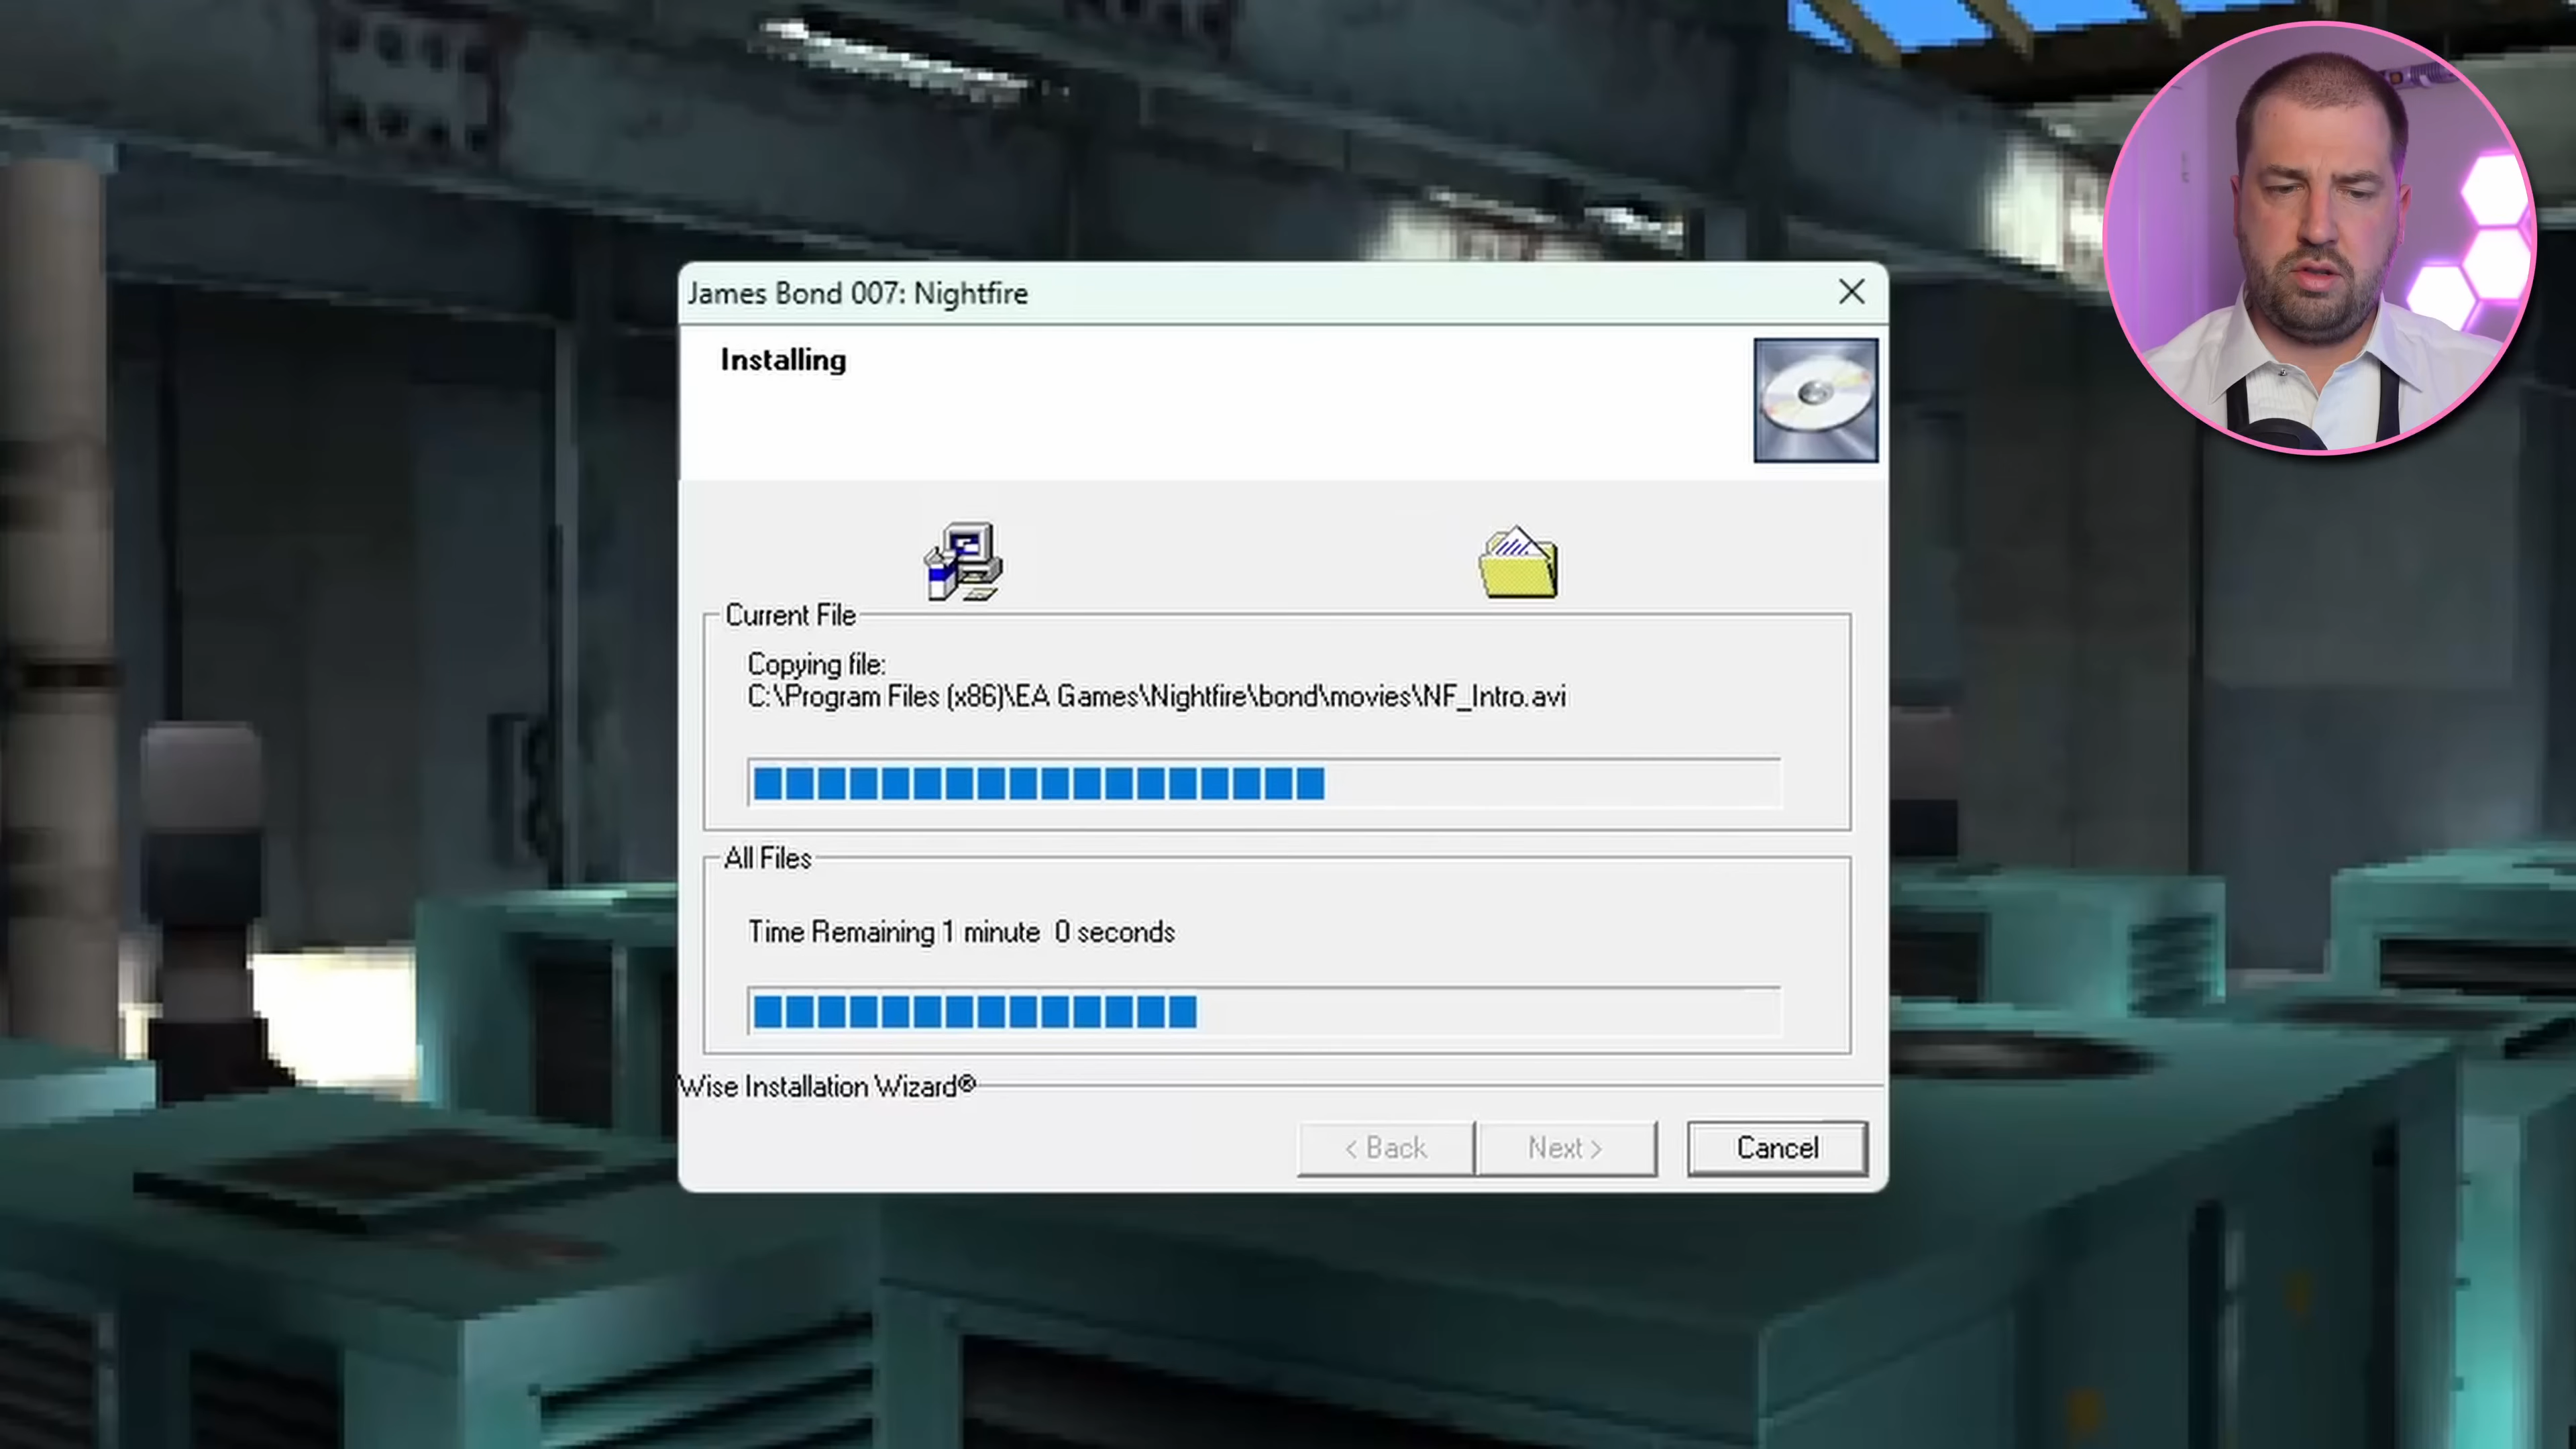 James Bond 007: Nightfire
Installing
Current File
Copying file:
C:\Program Files (x86)\EA Games\Nightfire\bond\movies\NF_Intro.avi
All Files
Time Remaining 1 minute 0 seconds
Wise Installation Wizard®
< Back
Next >
Cancel